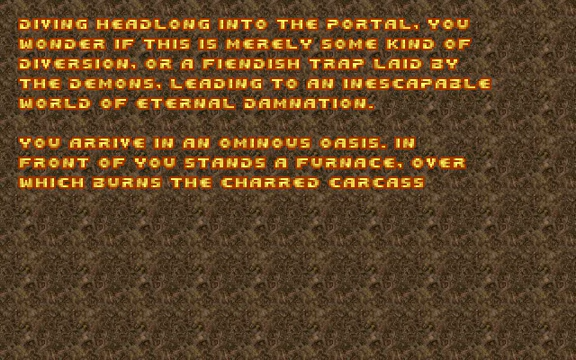 DIVING HEADLONG INTO THE PORTAL, YOU
WONDER IF THIS IS MERELY SOME KIND OF
DIVERSION, OR A FIENDISH TRAP LAID BY
THE DEMONS, LEADING TO AN INESCAPABLE
WORLD OF ETERNAL DAMNATION.

YOU ARRIVE IN AN OMINOUS OASIS. IN
FRONT OF YOU STANDS A FURNACE, OVER
WHICH BURNS THE CHARRED CARCASS